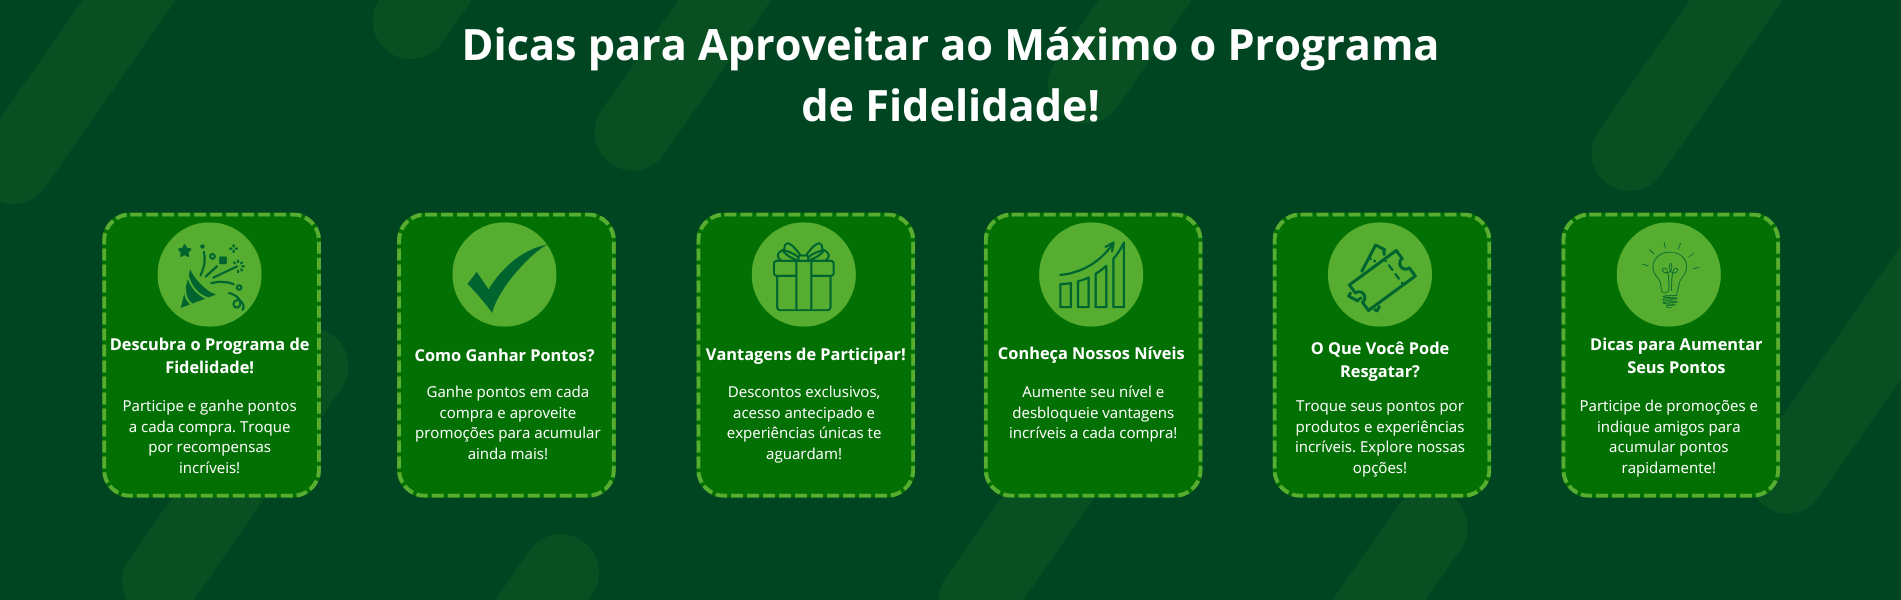 Dicas para Aproveitar ao Máximo o Programa
de Fidelidade!
Descubra o Programa de
Fidelidade!
Participe e ganhe pontos
a cada compra. Troque
por recompensas
incríveis!
Como Ganhar Pontos?
Ganhe pontos em cada
compra e aproveite
promoções para acumular
ainda mais!
Vantagens de Participar!
Descontos exclusivos,
acesso antecipado e
experiências únicas te
aguardam!
Conheça Nossos Níveis
Aumente seu nível e
desbloqueie vantagens
incríveis a cada compra!
O Que Você Pode
Resgatar?
Troque seus pontos por
produtos e experiências
incríveis. Explore nossas
opções!
Dicas para Aumentar
Seus Pontos
Participe de promoções e
indique amigos para
acumular pontos
rapidamente!